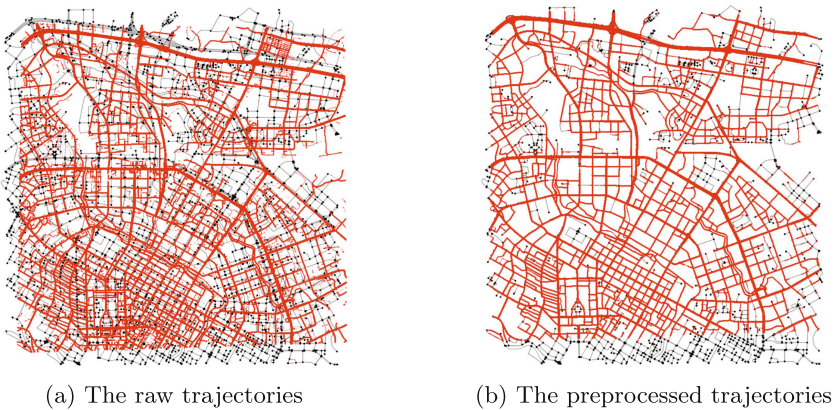 (a) The raw trajectories
(b) The preprocessed trajectories